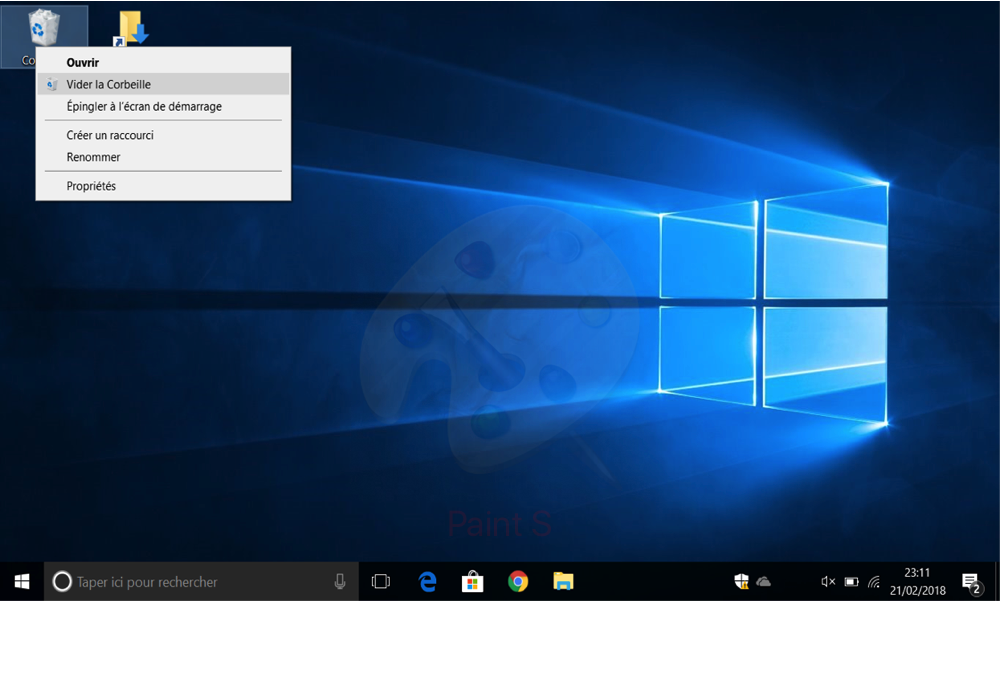 Co
Ouvrir
Vider la Corbeille
Épingler à l'écran de démarrage
Créer un raccourci
Renommer
Propriétés
Paint S
Taper ici pour rechercher
23:11
21/02/2018
2